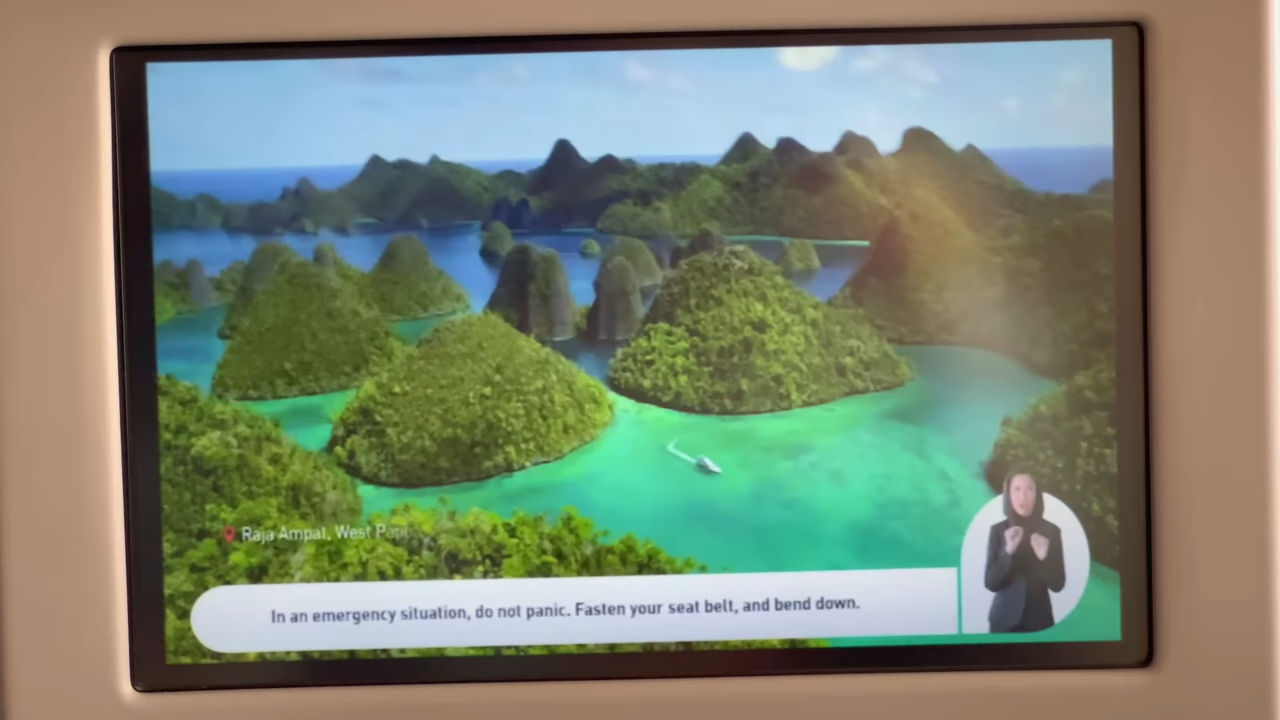 Raja Ampat, West
In an emergency situation, do not panic. Fasten your seat belt, and bend down.